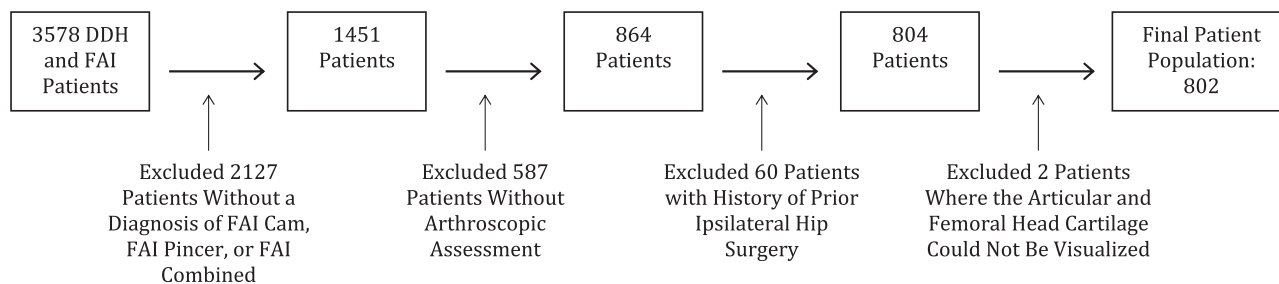 3578 DDH
and FAI
Patients
1451
Patients
864
Patients
804
Patients
Final Patient
Population:
802
Excluded 2127
Patients Without a
Diagnosis of FAI Cam,
FAI Pincer, or FAI
Combined
Excluded 587
Patients Without
Arthroscopic
Assessment
Excluded 60 Patients
with History of Prior
Ipsilateral Hip
Surgery
Excluded 2 Patients
Where the Articular and
Femoral Head Cartilage
Could Not Be Visualized